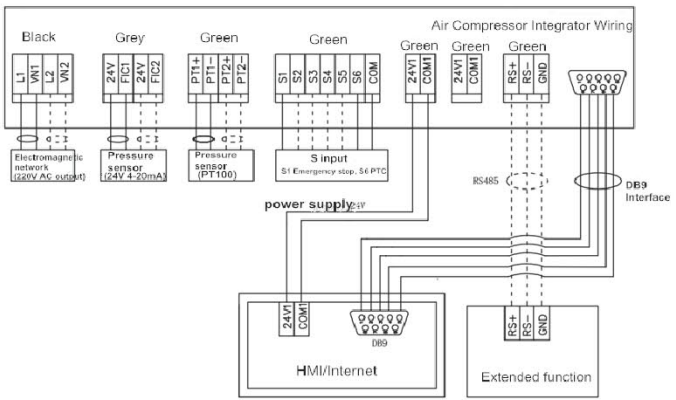 Air Compressor Integrator Wiring
Black
Grey
Green
Green
Green
Green
Green
L1 VN1 L2 VN2
24V FIC1 24V FIC2
PT1+ PT1- PT2+ PT2-
S1 S2 S3 S4 S5 S6 COM
24V1 COM1
24V1 COM1
RS+ RS- GND
Electromagnetic
network
(220V AC output)
Pressure
sensor
(24V 4-20mA)
Pressure
sensor
(PT100)
S input
S1 Emergency stop, S6 PTC
RS485
DB9
Interface
power supply 24V
24V1 COM1
DB9
HMI/Internet
RS+ RS- GND
Extended function